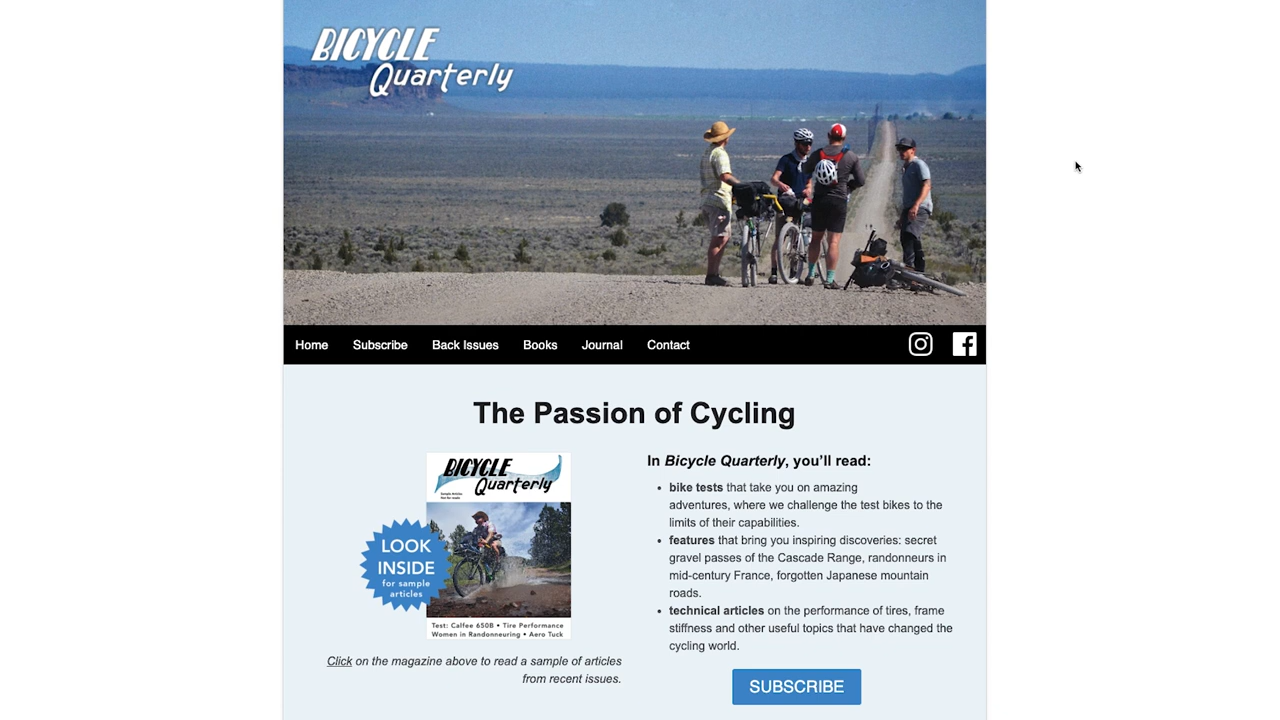 BICYCLE
Quarterly
Home Subscribe Back Issues Books Journal Contact
The Passion of Cycling
BICYCLE
Quarterly
LOOK
INSIDE
for sample
articles
Test: Calfee 650B • Tire Performance
Women in Randonneuring • Aero Tuck
Click on the magazine above to read a sample of articles
from recent issues.
In Bicycle Quarterly, you’ll read:
• bike tests that take you on amazing
adventures, where we challenge the test bikes to the
limits of their capabilities.
• features that bring you inspiring discoveries: secret
gravel passes of the Cascade Range, randonneurs in
mid-century France, forgotten Japanese mountain
roads.
• technical articles on the performance of tires, frame
stiffness and other useful topics that have changed the
cycling world.
SUBSCRIBE